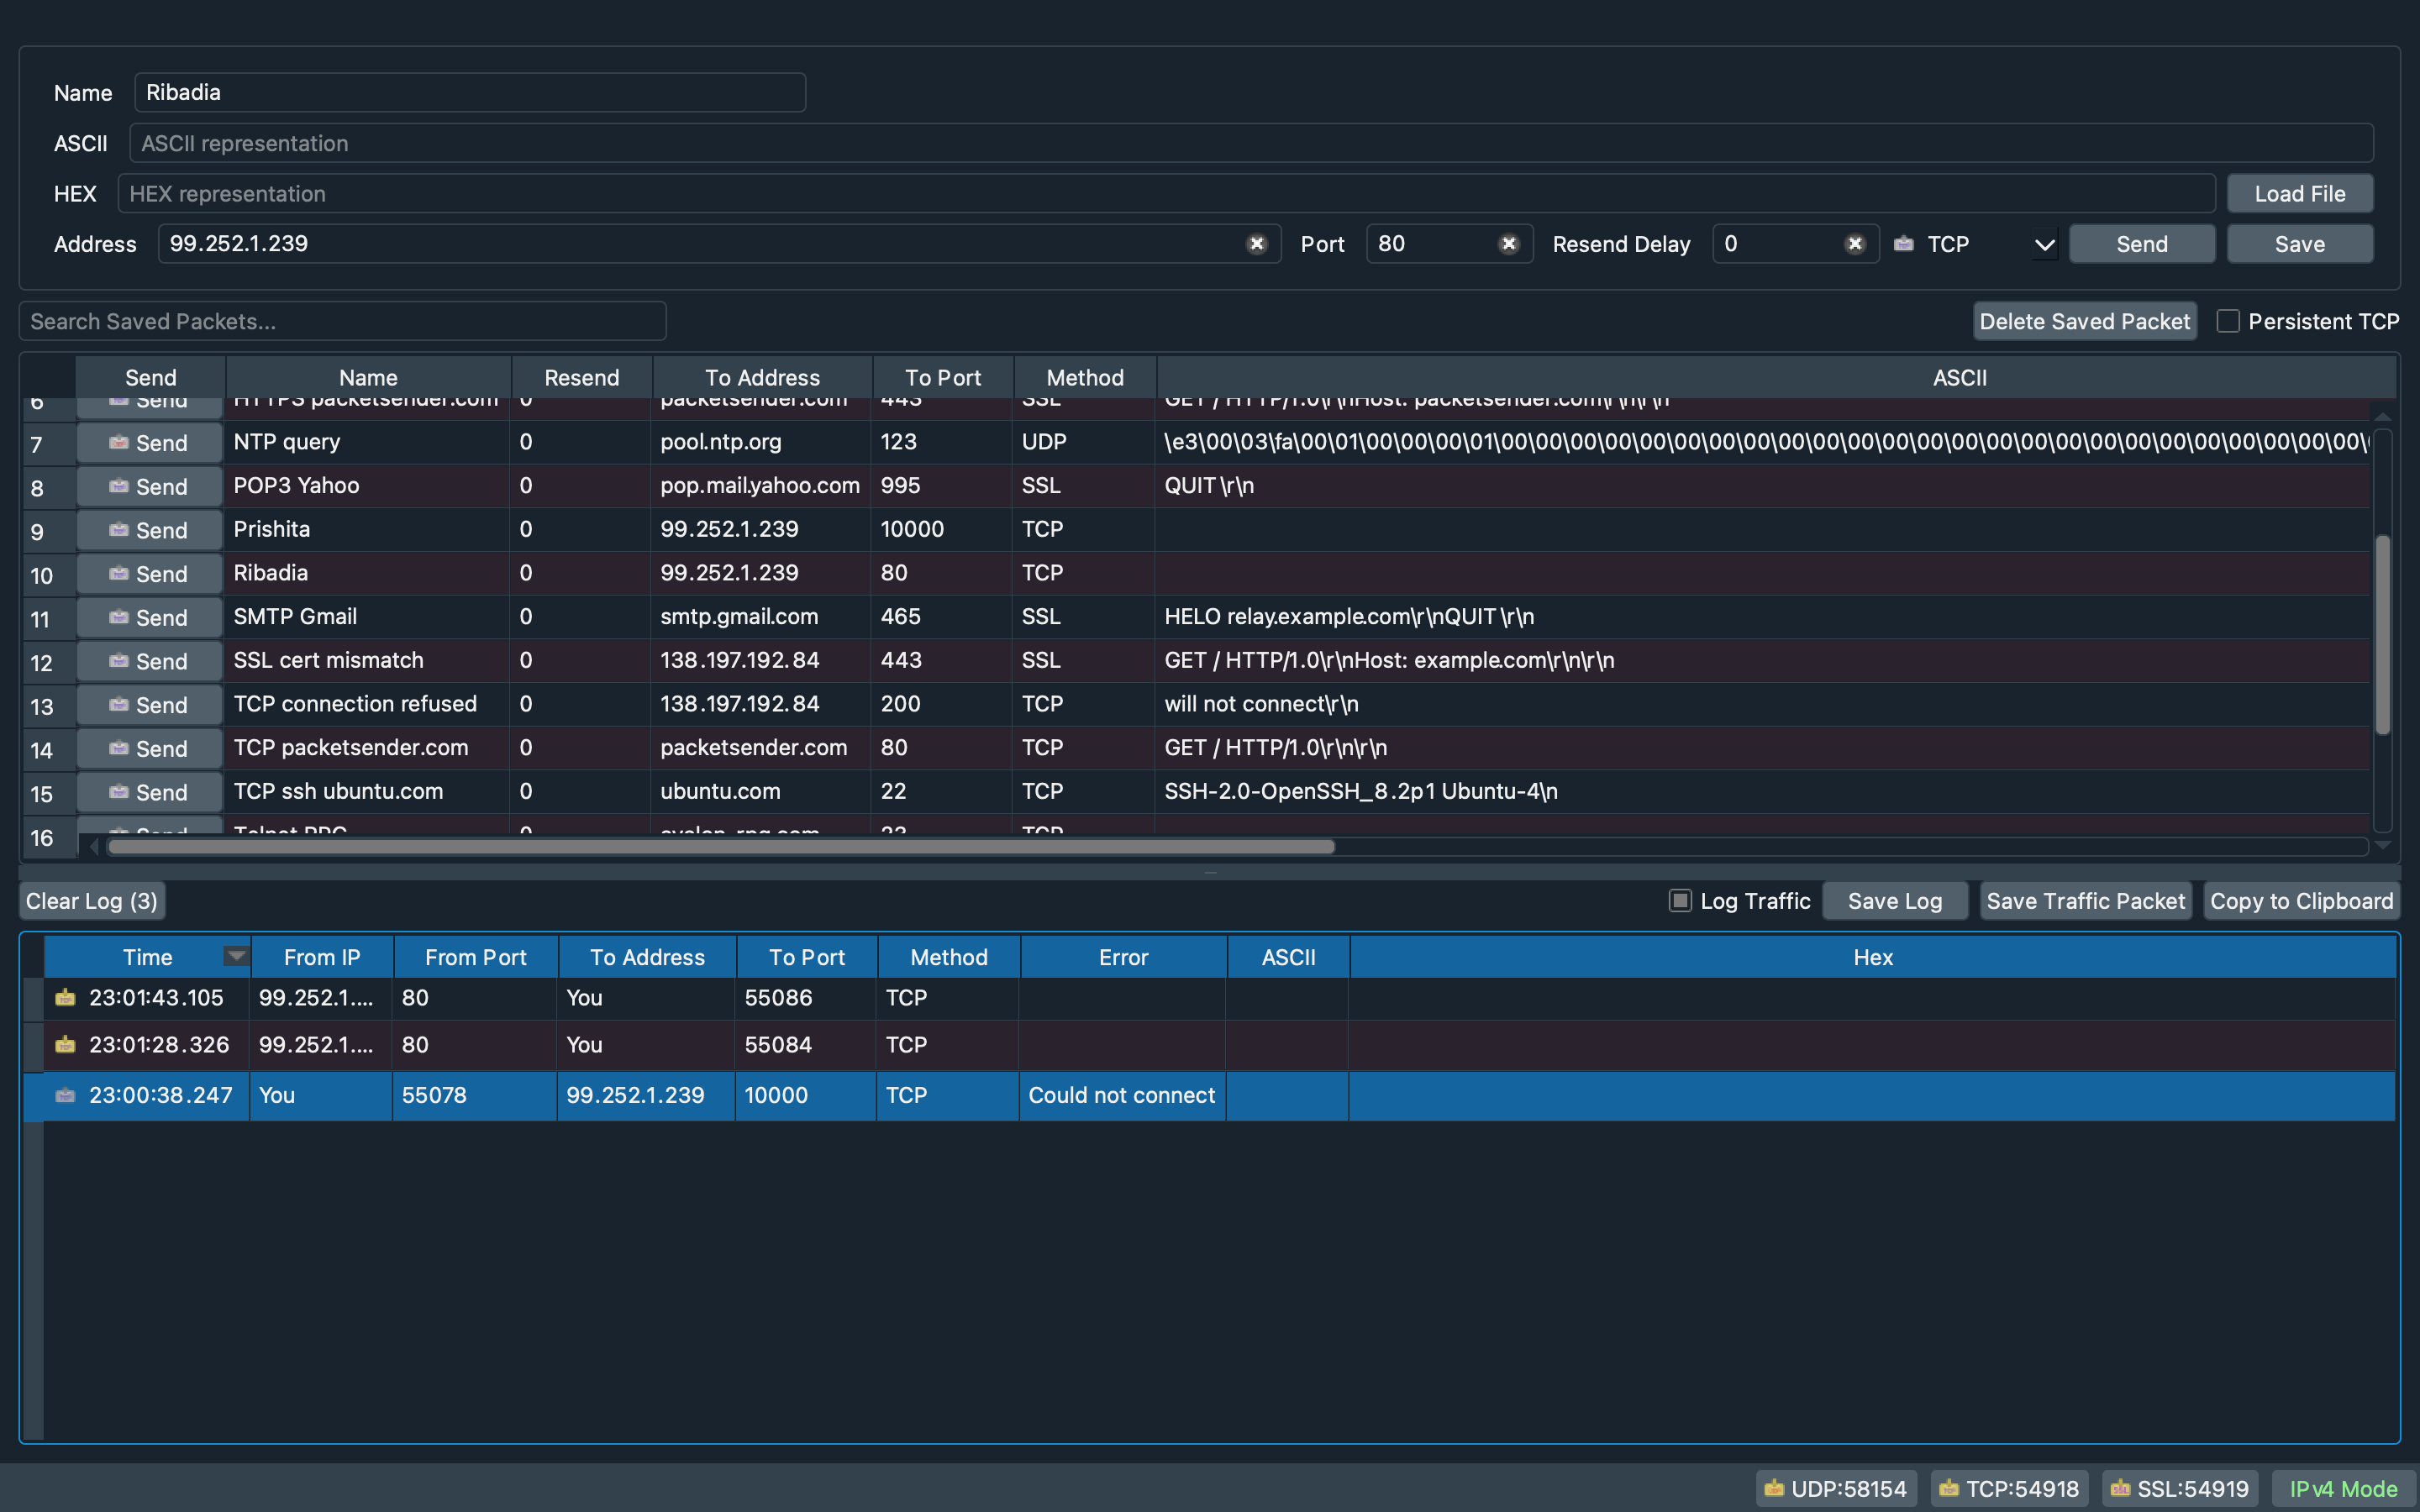 Name Ribadia
ASCII ASCII representation
HEX HEX representation Load File
Address 99.252.1.239 Port 80 Resend Delay 0 TCP Send Save
Search Saved Packets... Delete Saved Packet Persistent TCP
Send Name Resend To Address To Port Method ASCII
6 Send HTTPS packetsender.com 0 packetsender.com 443 SSL GET / HTTP/1.0\r\nHost: packetsender.com\r\n\r\n
7 Send NTP query 0 pool.ntp.org 123 UDP \e3\00\03\fa\00\01\00\00\00\01\00\00\00\00\00\00\00\00\00\00\00\00\00\00\00\00\00\00\00\00\00\00\00\00\
8 Send POP3 Yahoo 0 pop.mail.yahoo.com 995 SSL QUIT\r\n
9 Send Prishita 0 99.252.1.239 10000 TCP
10 Send Ribadia 0 99.252.1.239 80 TCP
11 Send SMTP Gmail 0 smtp.gmail.com 465 SSL HELO relay.example.com\r\nQUIT\r\n
12 Send SSL cert mismatch 0 138.197.192.84 443 SSL GET / HTTP/1.0\r\nHost: example.com\r\n\r\n
13 Send TCP connection refused 0 138.197.192.84 200 TCP will not connect\r\n
14 Send TCP packetsender.com 0 packetsender.com 80 TCP GET / HTTP/1.0\r\n\r\n
15 Send TCP ssh ubuntu.com 0 ubuntu.com 22 TCP SSH-2.0-OpenSSH_8.2p1 Ubuntu-4\n
16 Send Telnet RPG 0 avalon-rpg.com 23 TCP
Clear Log (3) Log Traffic Save Log Save Traffic Packet Copy to Clipboard
Time From IP From Port To Address To Port Method Error ASCII Hex
23:01:43.105 99.252.1.... 80 You 55086 TCP
23:01:28.326 99.252.1.... 80 You 55084 TCP
23:00:38.247 You 55078 99.252.1.239 10000 TCP Could not connect
UDP:58154 TCP:54918 SSL:54919 IPv4 Mode